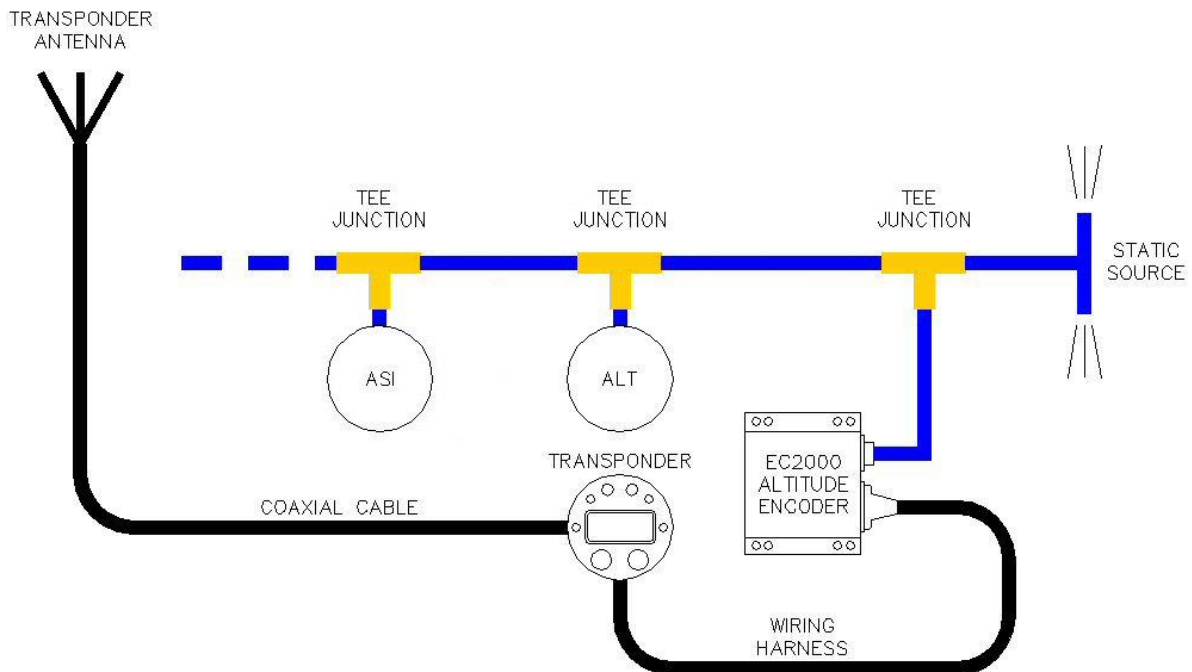 TRANSPONDER
ANTENNA
TEE
JUNCTION
TEE
JUNCTION
TEE
JUNCTION
STATIC
SOURCE
ASI
ALT
TRANSPONDER
EC2000
ALTITUDE
ENCODER
COAXIAL CABLE
WIRING
HARNESS